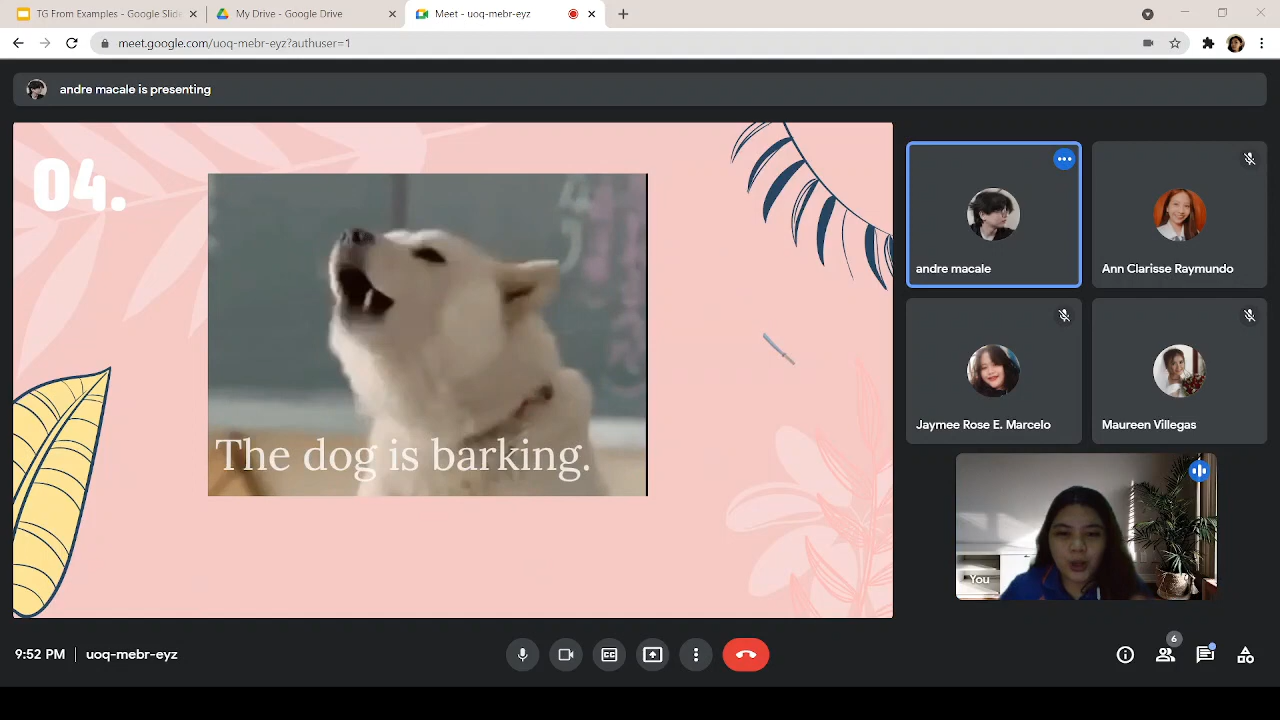 TG From Examples - Google Slide
My Drive - Google Drive
Meet - uoq-mebr-eyz
meet.google.com/uoq-mebr-eyz?authuser=1
andre macale is presenting
04.
The dog is barking.
andre macale
Ann Clarisse Raymundo
Jaymee Rose E. Marcelo
Maureen Villegas
You
9:52 PM
uoq-mebr-eyz
CC
6